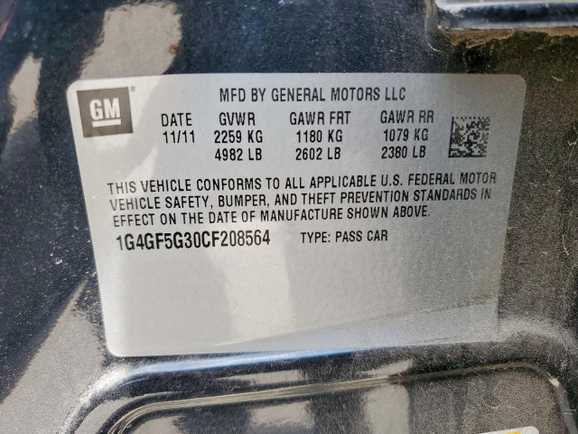 GM
MFD BY GENERAL MOTORS LLC
DATE GVWR GAWR FRT GAWR RR
11/11 2259 KG 1180 KG 1079 KG
4982 LB 2602 LB 2380 LB
THIS VEHICLE CONFORMS TO ALL APPLICABLE U.S. FEDERAL MOTOR
VEHICLE SAFETY, BUMPER, AND THEFT PREVENTION STANDARDS IN
EFFECT ON THE DATE OF MANUFACTURE SHOWN ABOVE.
1G4GF5G30CF208564 TYPE: PASS CAR